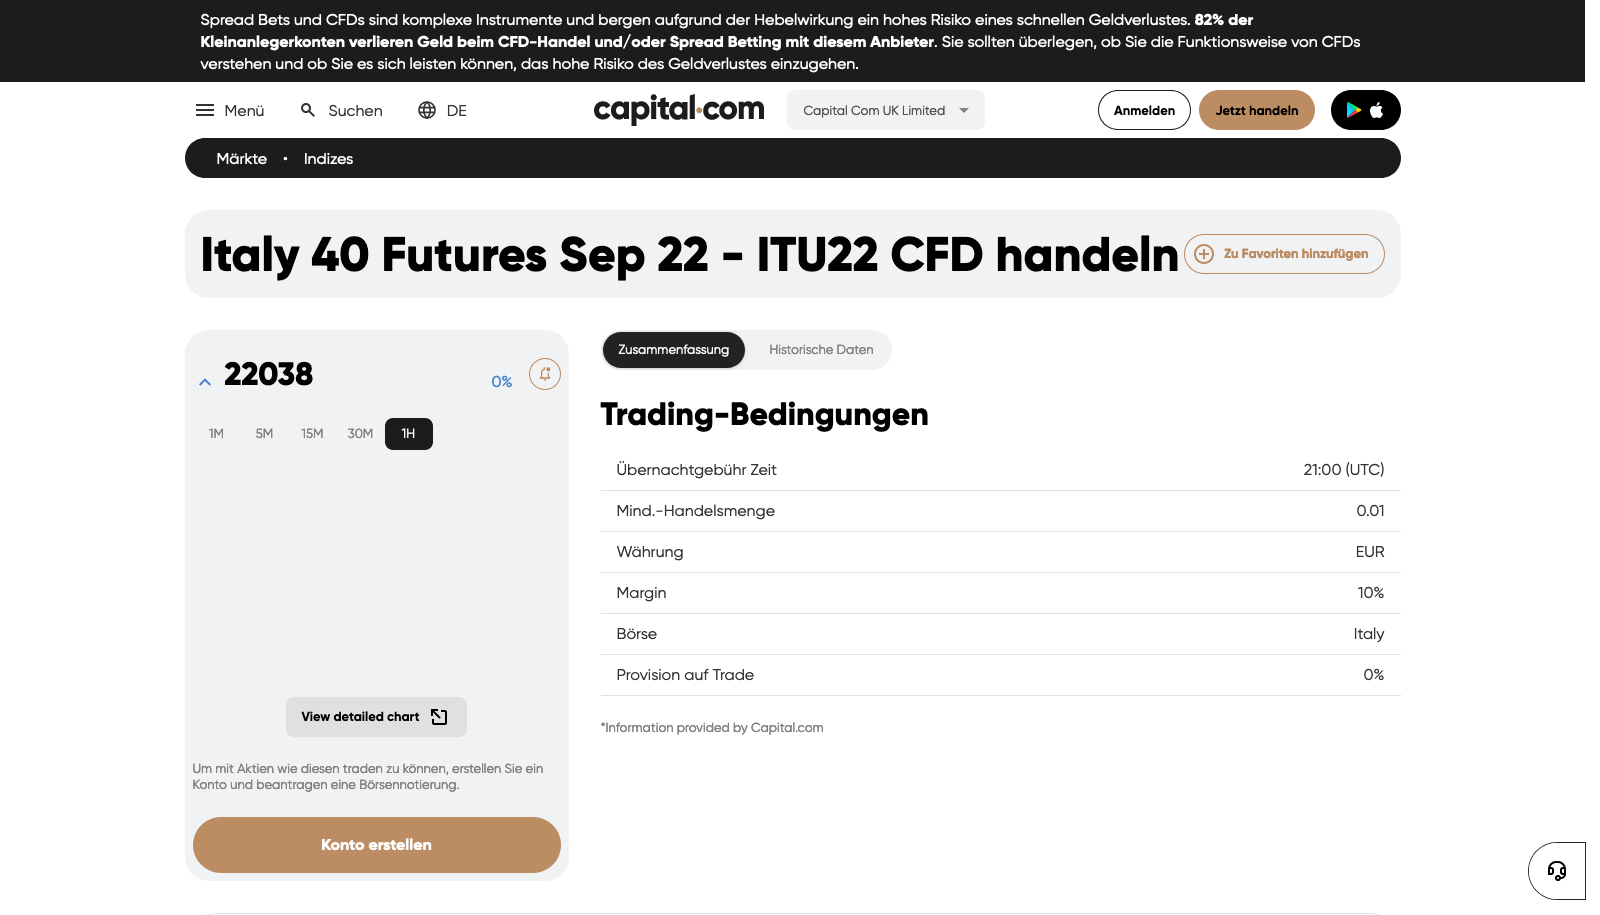 Spread Bets und CFDs sind komplexe Instrumente und bergen aufgrund der Hebelwirkung ein hohes Risiko eines schnellen Geldverlustes. 82% der
Kleinanlegerkonten verlieren Geld beim CFD-Handel und/oder Spread Betting mit diesem Anbieter. Sie sollten überlegen, ob Sie die Funktionsweise von CFDs
verstehen und ob Sie es sich leisten können, das hohe Risiko des Geldverlustes einzugehen.
Menü Suchen DE capital.com Capital Com UK Limited Anmelden Jetzt handeln
Märkte • Indizes
Italy 40 Futures Sep 22 - ITU22 CFD handeln Zu Favoriten hinzufügen
22038 0%
1M 5M 15M 30M 1H
View detailed chart
Um mit Aktien wie diesen traden zu können, erstellen Sie ein
Konto und beantragen eine Börsennotierung.
Konto erstellen
Zusammenfassung Historische Daten
Trading-Bedingungen
Übernachtgebühr Zeit 21:00 (UTC)
Mind.-Handelsmenge 0.01
Währung EUR
Margin 10%
Börse Italy
Provision auf Trade 0%
*Information provided by Capital.com